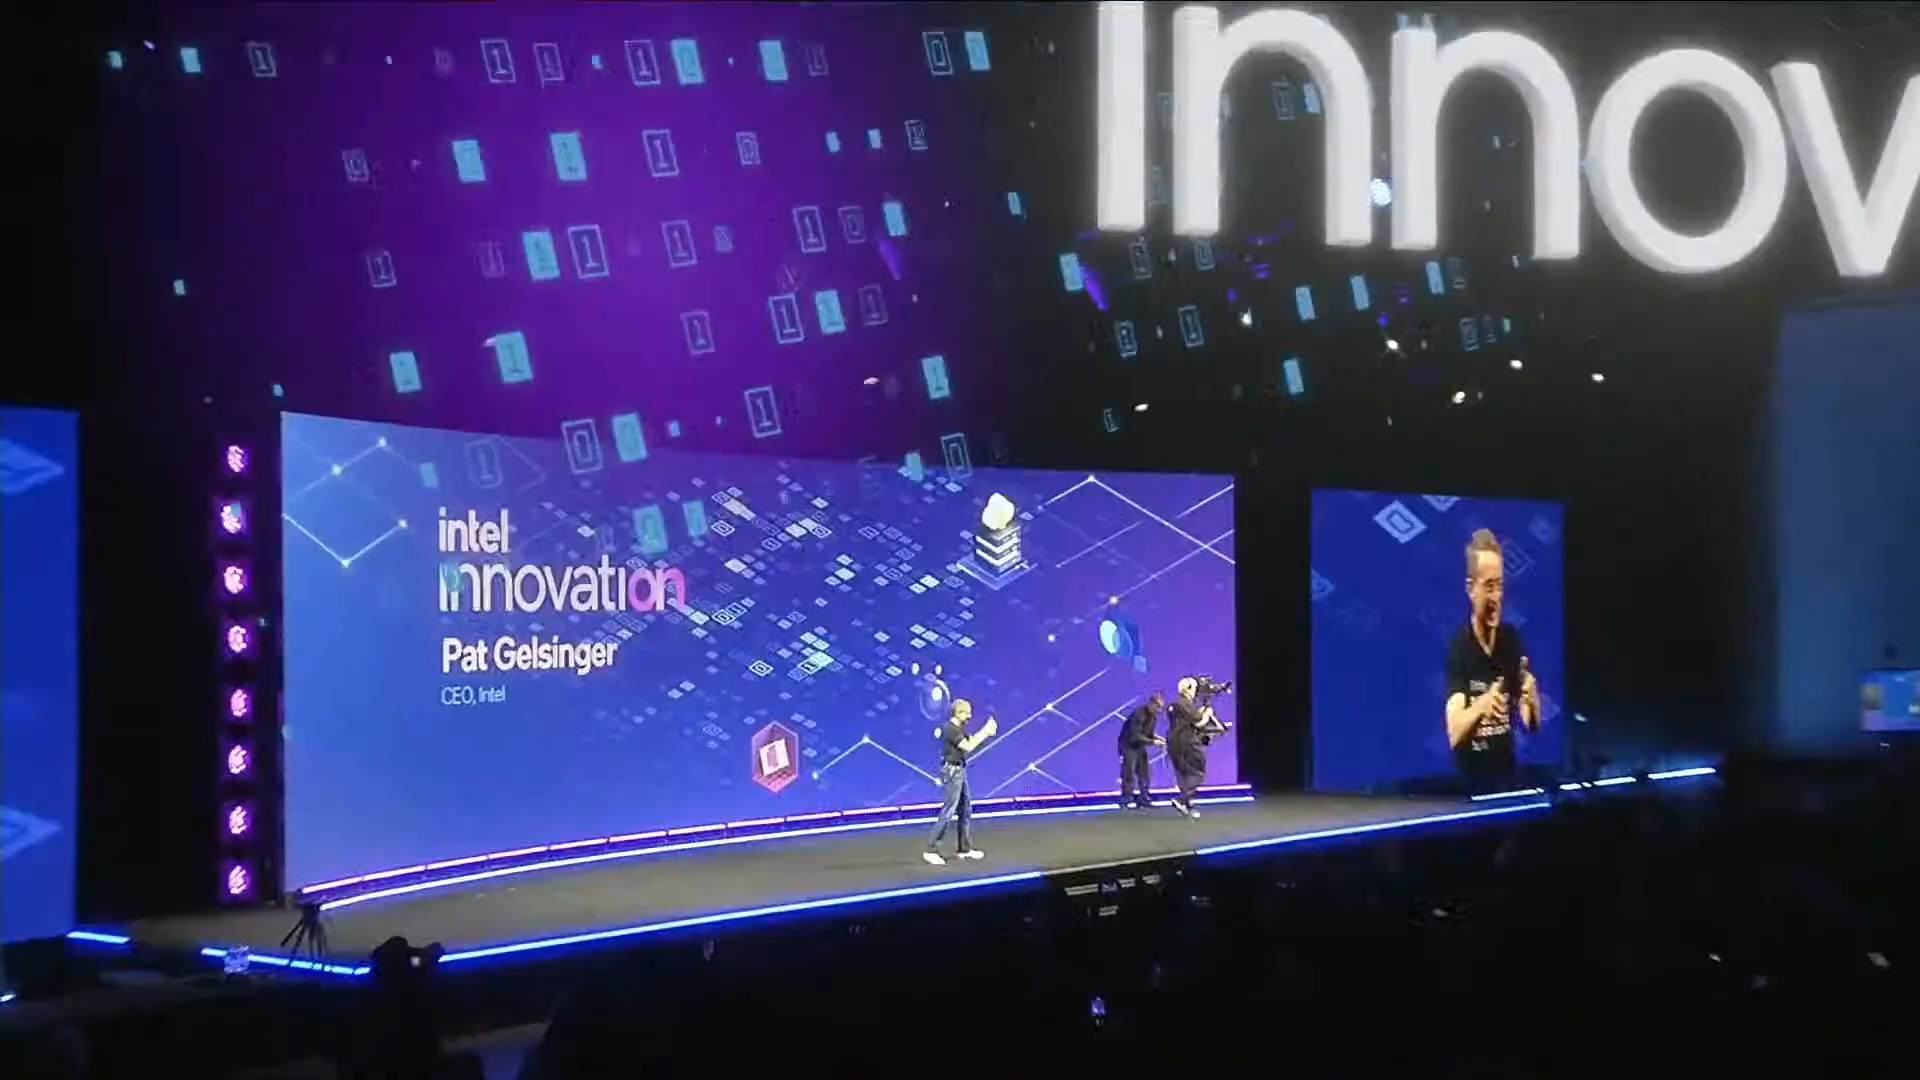 Innov
intel
innovation
Pat Gelsinger
CEO, Intel